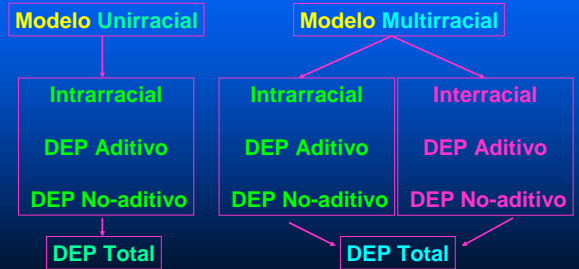 Modelo Unirracial
Intrarracial
DEP Aditivo
DEP No-aditivo
DEP Total
Modelo Multirracial
Intrarracial
DEP Aditivo
DEP No-aditivo
Interracial
DEP Aditivo
DEP No-aditivo
DEP Total